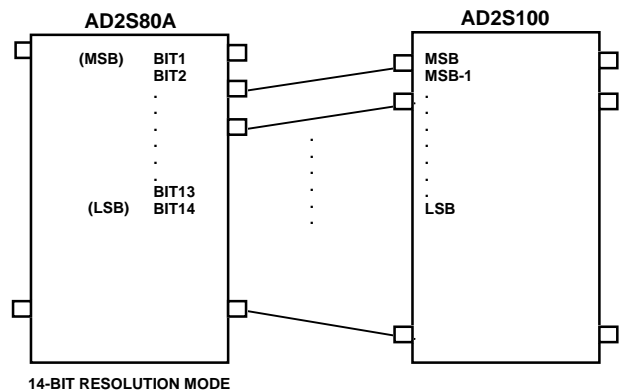 AD2S80A
(MSB) BIT1
BIT2
.
.
.
.
.
.
BIT13
(LSB) BIT14
14-BIT RESOLUTION MODE
.
.
.
.
.
.
AD2S100
MSB
MSB-1
.
.
.
.
.
.
LSB